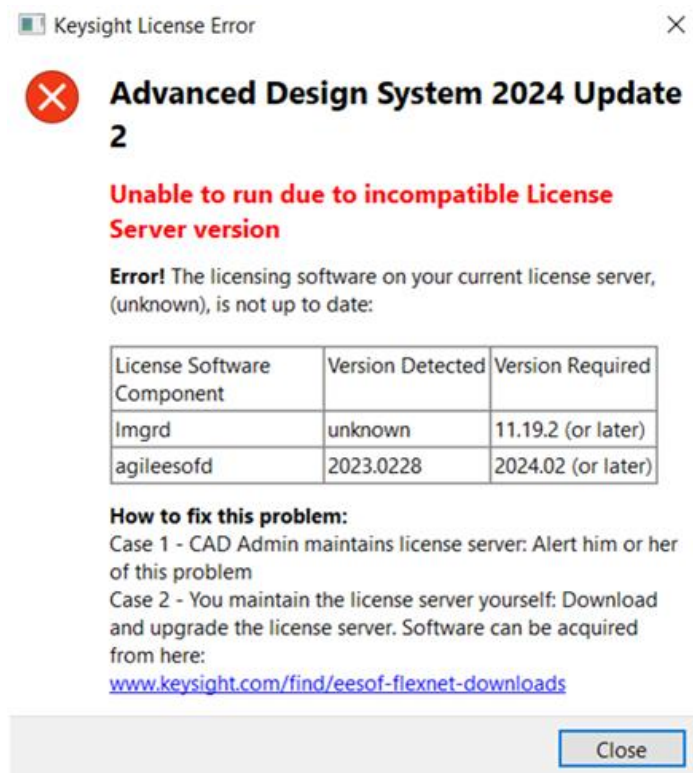 Keysight License Error
Advanced Design System 2024 Update
2
Unable to run due to incompatible License
Server version
Error! The licensing software on your current license server,
(unknown), is not up to date:
License Software Component Version Detected Version Required
lmgrd unknown 11.19.2 (or later)
agileesofd 2023.0228 2024.02 (or later)
How to fix this problem:
Case 1 - CAD Admin maintains license server: Alert him or her
of this problem
Case 2 - You maintain the license server yourself: Download
and upgrade the license server. Software can be acquired
from here:
www.keysight.com/find/eesof-flexnet-downloads
Close